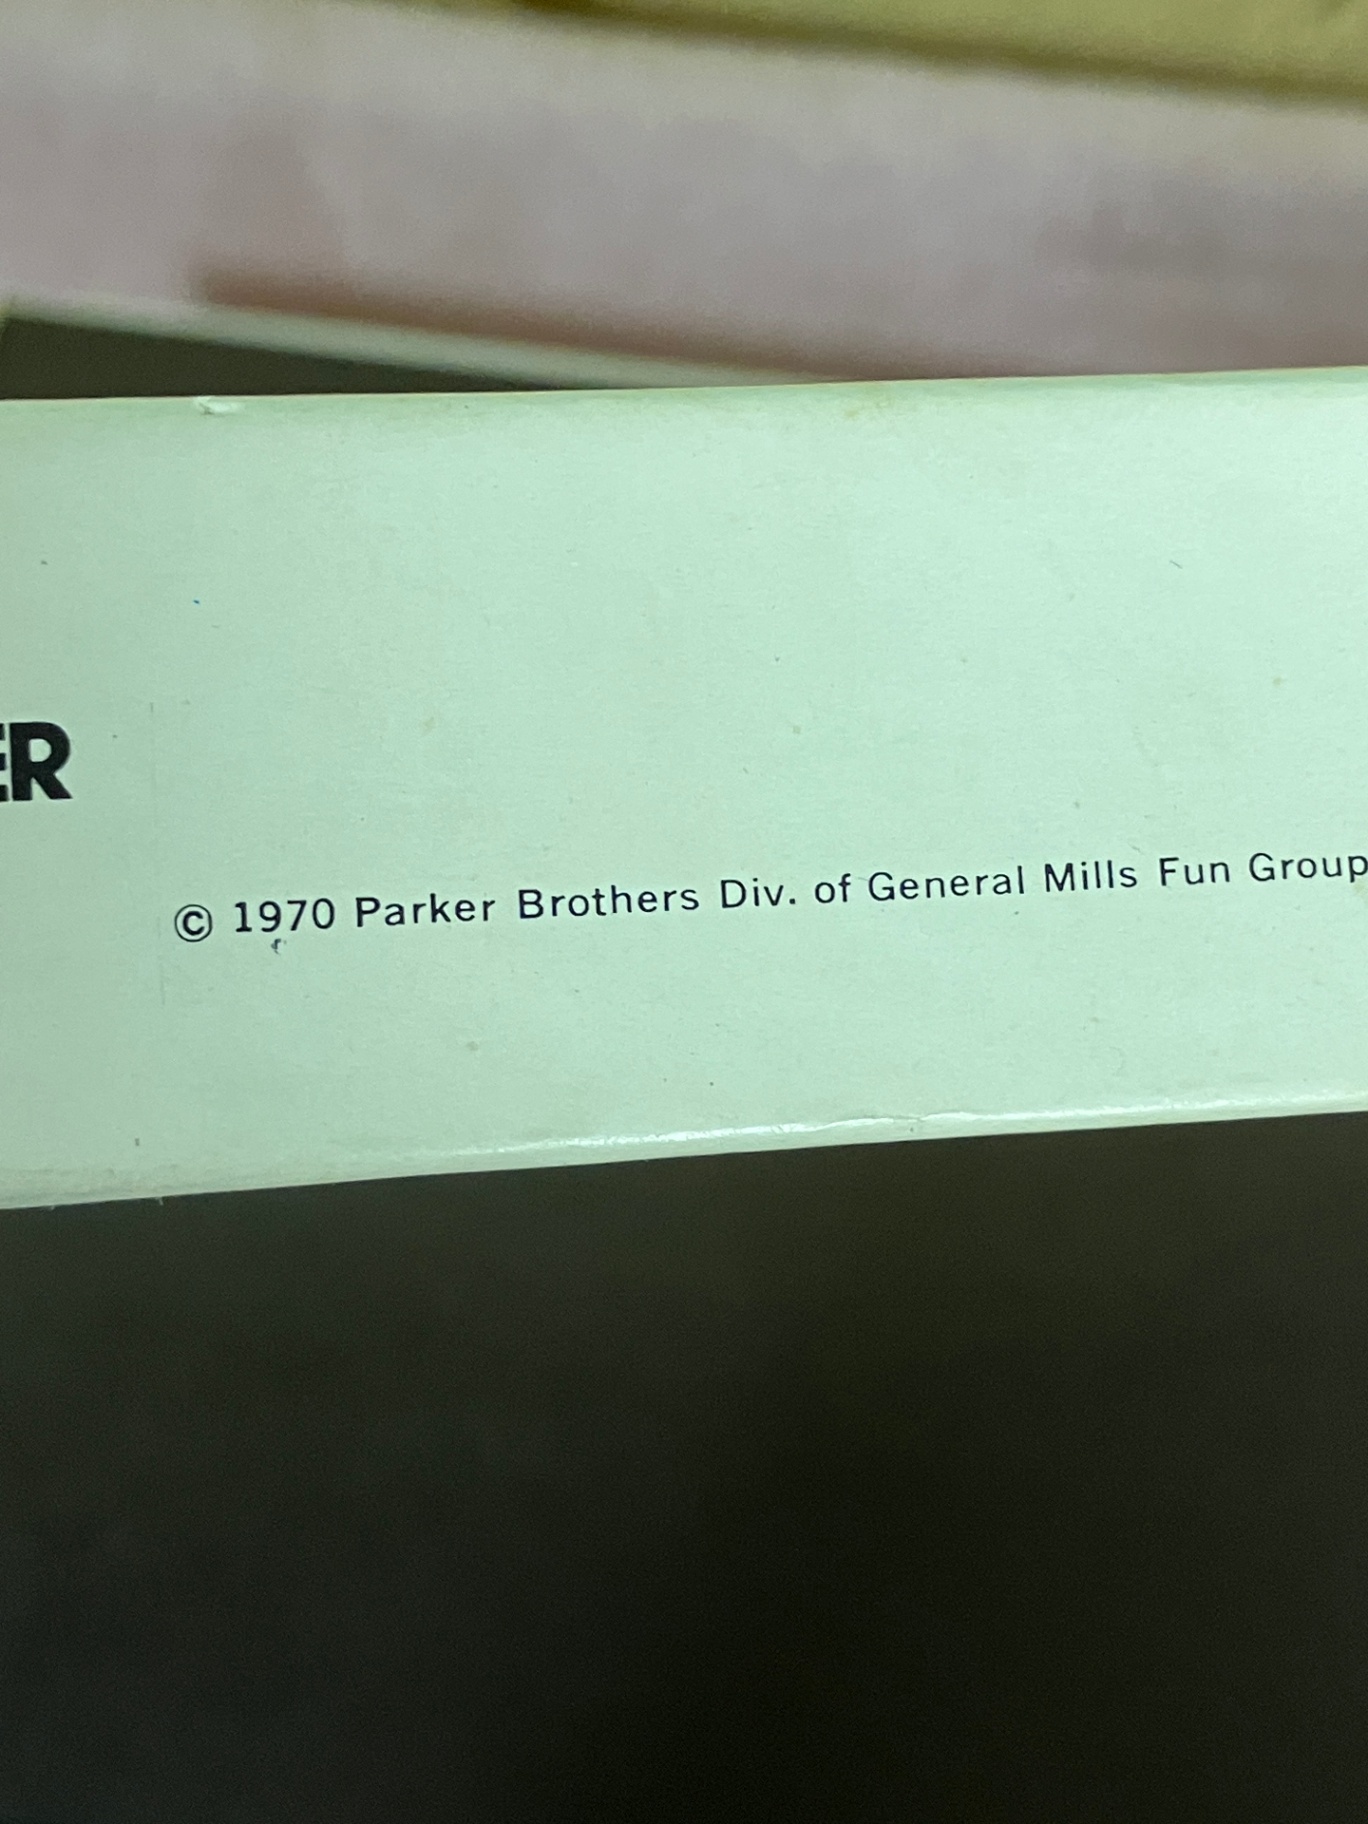 ER
© 1970 Parker Brothers Div. of General Mills Fun Group